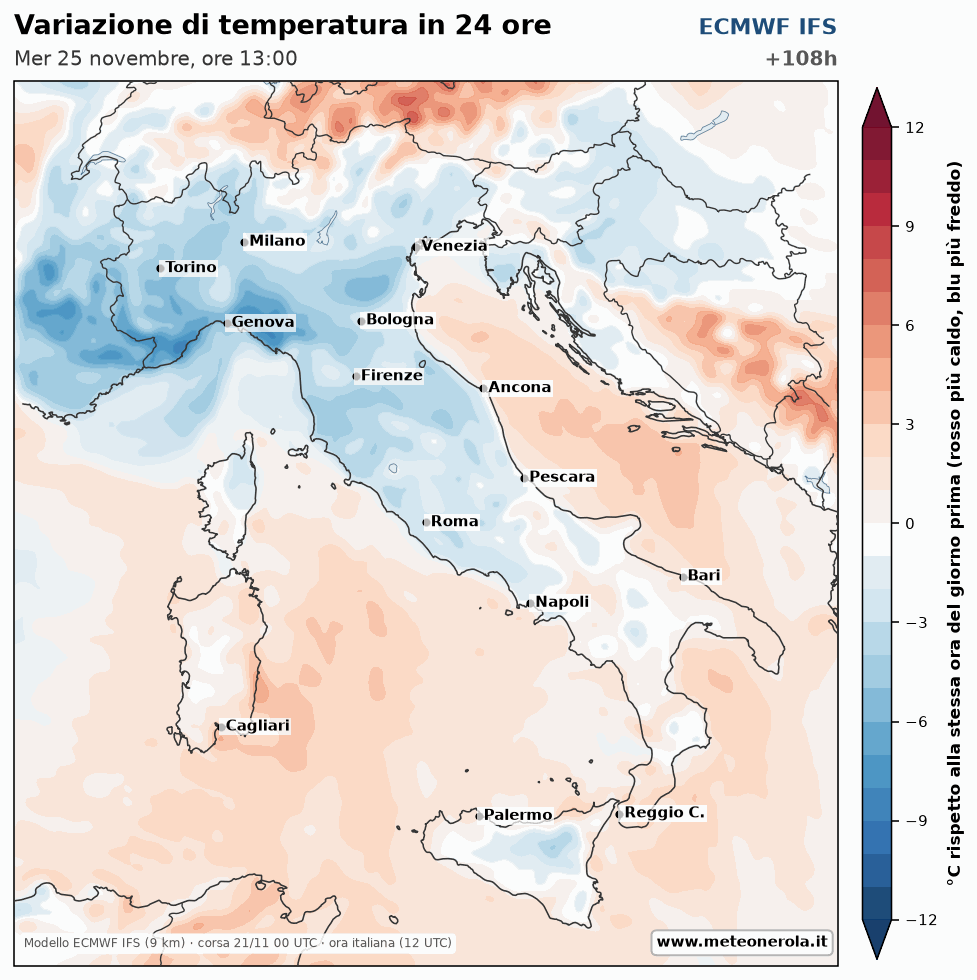 Variazione di temperatura in 24 ore
ECMWF IFS
Mer 25 novembre, ore 13:00
+108h
Milano
Venezia
Torino
Genova
Bologna
Firenze
Ancona
Pescara
Roma
Bari
Napoli
Cagliari
Palermo
Reggio C.
12
9
6
3
0
−3
−6
−9
−12
°C rispetto alla stessa ora del giorno prima (rosso più caldo, blu più freddo)
Modello ECMWF IFS (9 km) · corsa 21/11 00 UTC · ora italiana (12 UTC)
www.meteonerola.it